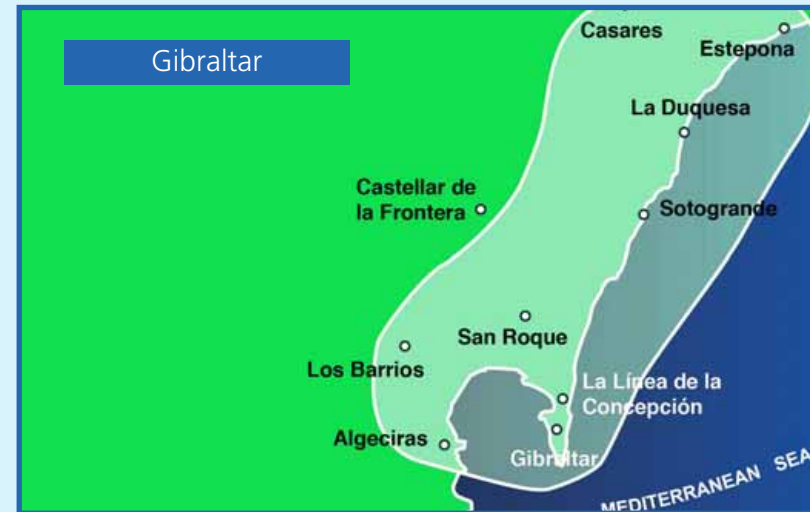 Gibraltar
Casares
Estepona
La Duquesa
Castellar de
la Frontera
Sotogrande
San Roque
Los Barrios
La Línea de la
Concepción
Algeciras
Gibraltar
MEDITERRANEAN SEA